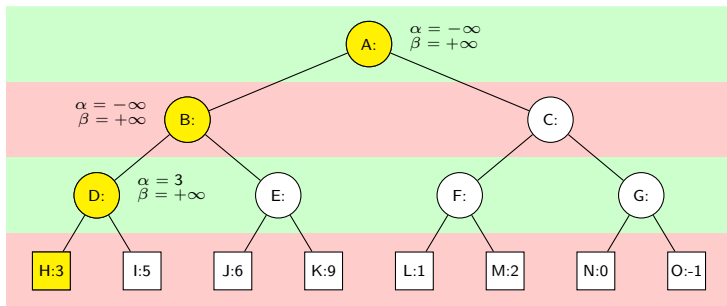 A:
α = −∞
β = +∞
α = −∞
β = +∞
B:
C:
D:
α = 3
β = +∞
E:
F:
G:
H:3
I:5
J:6
K:9
L:1
M:2
N:0
O:-1